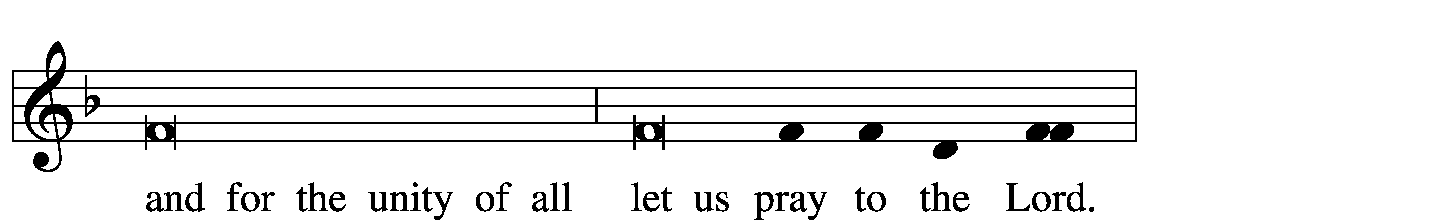 and for the unity of all let us pray to the Lord.